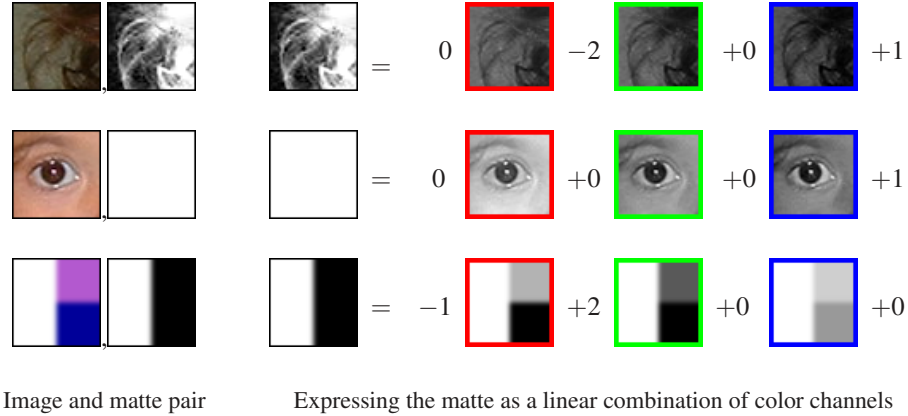 , = 0 −2 +0 +1
, = 0 +0 +0 +1
, = −1 +2 +0 +0
Image and matte pair Expressing the matte as a linear combination of color channels